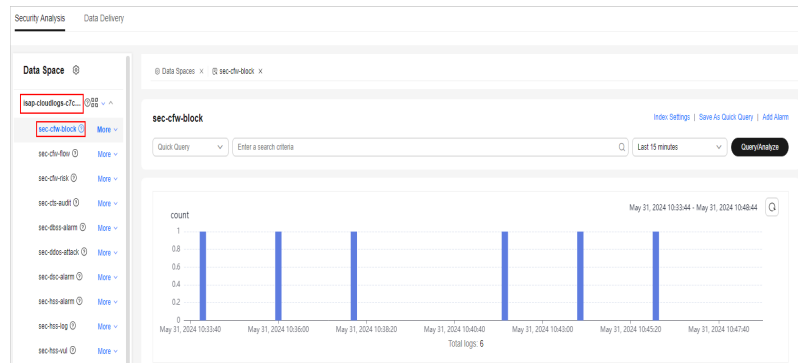 Security Analysis Data Delivery
Data Space
Data Spaces × sec-cfw-block ×
isap-cloudlogs-c7c...
sec-cfw-block More
sec-cfw-flow More
sec-cfw-risk More
sec-cts-audit More
sec-dbss-alarm More
sec-ddos-attack More
sec-dsc-alarm More
sec-hss-alarm More
sec-hss-log More
sec-hss-vul More
sec-cfw-block
Index Settings | Save As Quick Query | Add Alarm
Quick Query Enter a search criteria Last 15 minutes Query/Analyze
May 31, 2024 10:33:44 - May 31, 2024 10:48:44
count
1
0.8
0.6
0.4
0.2
0
May 31, 2024 10:33:40 May 31, 2024 10:36:00 May 31, 2024 10:38:20 May 31, 2024 10:40:40 May 31, 2024 10:43:00 May 31, 2024 10:45:20 May 31, 2024 10:47:40
Total logs: 6